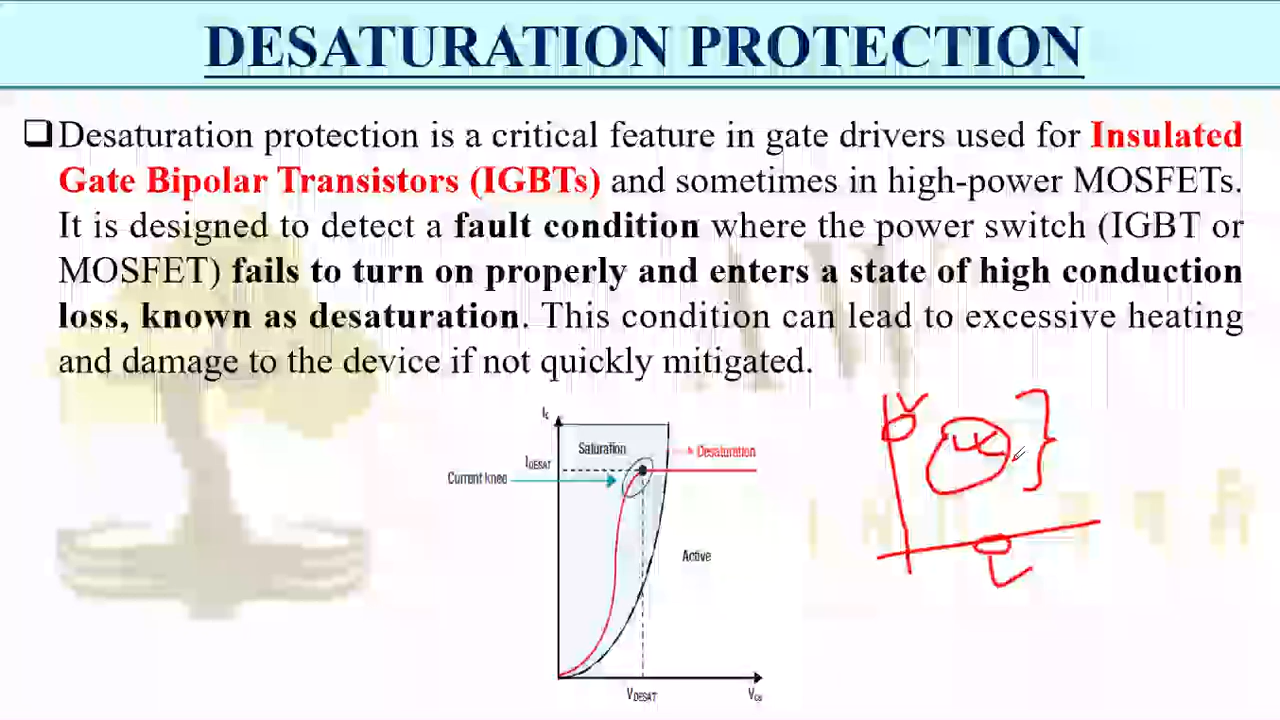 DESATURATION PROTECTION
❑Desaturation protection is a critical feature in gate drivers used for Insulated
Gate Bipolar Transistors (IGBTs) and sometimes in high-power MOSFETs.
It is designed to detect a fault condition where the power switch (IGBT or
MOSFET) fails to turn on properly and enters a state of high conduction
loss, known as desaturation. This condition can lead to excessive heating
and damage to the device if not quickly mitigated.
Saturation
Desaturation
IDESAT
Current knee
Active
VDESAT